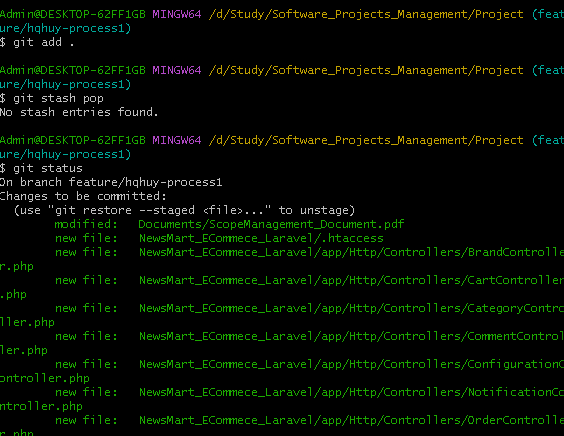 Admin@DESKTOP-62FF1GB MINGW64 /d/Study/Software_Projects_Management/Project (feat
ure/hqhuy-process1)
$ git add .
Admin@DESKTOP-62FF1GB MINGW64 /d/Study/Software_Projects_Management/Project (feat
ure/hqhuy-process1)
$ git stash pop
No stash entries found.
Admin@DESKTOP-62FF1GB MINGW64 /d/Study/Software_Projects_Management/Project (feat
ure/hqhuy-process1)
$ git status
On branch feature/hqhuy-process1
Changes to be committed:
  (use "git restore --staged <file>..." to unstage)
        modified:   Documents/ScopeManagement_Document.pdf
        new file:   NewsMart_ECommece_Laravel/.htaccess
        new file:   NewsMart_ECommece_Laravel/app/Http/Controllers/BrandControlle
r.php
        new file:   NewsMart_ECommece_Laravel/app/Http/Controllers/CartController
.php
        new file:   NewsMart_ECommece_Laravel/app/Http/Controllers/CategoryContro
ller.php
        new file:   NewsMart_ECommece_Laravel/app/Http/Controllers/CommentControl
ler.php
        new file:   NewsMart_ECommece_Laravel/app/Http/Controllers/ConfigurationC
ontroller.php
        new file:   NewsMart_ECommece_Laravel/app/Http/Controllers/NotificationCo
ntroller.php
        new file:   NewsMart_ECommece_Laravel/app/Http/Controllers/OrderControlle
r.php